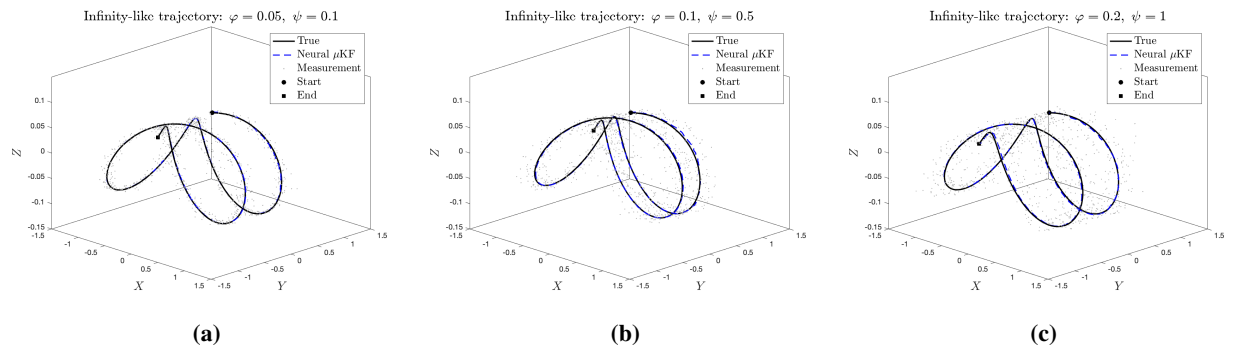 Infinity-like trajectory: φ = 0.05, ψ = 0.1
True
Neural μKF
Measurement
Start
End
0.1
0.05
0
-0.05
-0.1
-0.15
Z
-1.5
-1
-0.5
0
0.5
1
1.5
X
-1.5
-1
-0.5
0
0.5
1
1.5
Y
(a)
Infinity-like trajectory: φ = 0.1, ψ = 0.5
True
Neural μKF
Measurement
Start
End
0.1
0.05
0
-0.05
-0.1
-0.15
Z
-1.5
-1
-0.5
0
0.5
1
1.5
X
-1.5
-1
-0.5
0
0.5
1
1.5
Y
(b)
Infinity-like trajectory: φ = 0.2, ψ = 1
True
Neural μKF
Measurement
Start
End
0.1
0.05
0
-0.05
-0.1
-0.15
Z
-1.5
-1
-0.5
0
0.5
1
1.5
X
-1.5
-1
-0.5
0
0.5
1
1.5
Y
(c)